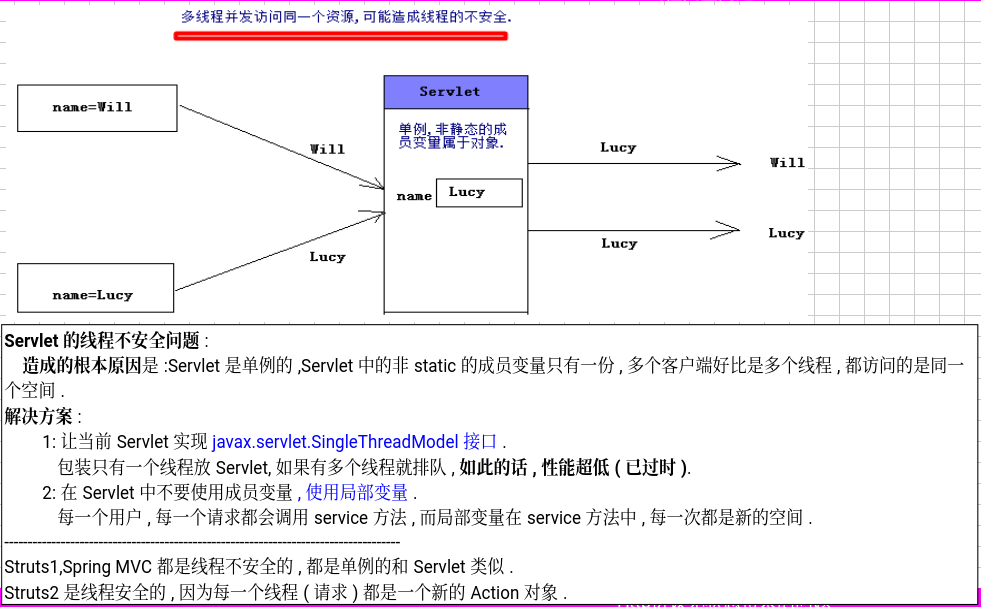 多线程并发访问同一个资源,可能造成线程的不安全.
Servlet
name=Will
单例,非静态的成
员变量属于对象.
Will
Lucy
Will
name
Lucy
Lucy
Lucy
Lucy
name=Lucy
Servlet 的线程不安全问题 :
造成的根本原因是 :Servlet 是单例的 ,Servlet 中的非 static 的成员变量只有一份 , 多个客户端好比是多个线程 , 都访问的是同一
个空间 .
解决方案 :
1: 让当前 Servlet 实现 javax.servlet.SingleThreadModel 接口 .
包装只有一个线程放 Servlet, 如果有多个线程就排队 , 如此的话 , 性能超低 ( 已过时 ).
2: 在 Servlet 中不要使用成员变量 , 使用局部变量 .
每一个用户 , 每一个请求都会调用 service 方法 , 而局部变量在 service 方法中 , 每一次都是新的空间 .
------------------------------------------------------------------------------------
Struts1,Spring MVC 都是线程不安全的 , 都是单例的和 Servlet 类似 .
Struts2 是线程安全的 , 因为每一个线程 ( 请求 ) 都是一个新的 Action 对象 .